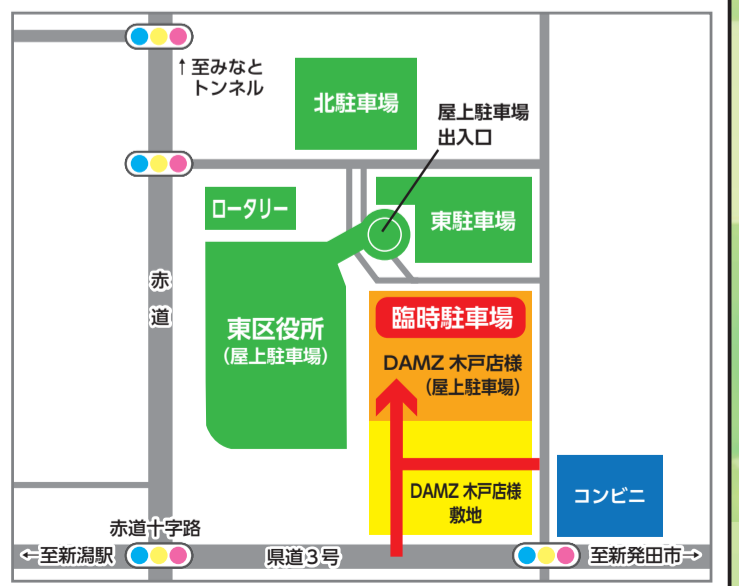 ↑至みなと
トンネル
北駐車場
屋上駐車場
出入口
ロータリー
東駐車場
赤
道
東区役所
(屋上駐車場)
臨時駐車場
DAMZ 木戸店様
(屋上駐車場)
DAMZ 木戸店様
敷地
コンビニ
赤道十字路
←至新潟駅
県道3号
至新発田市→